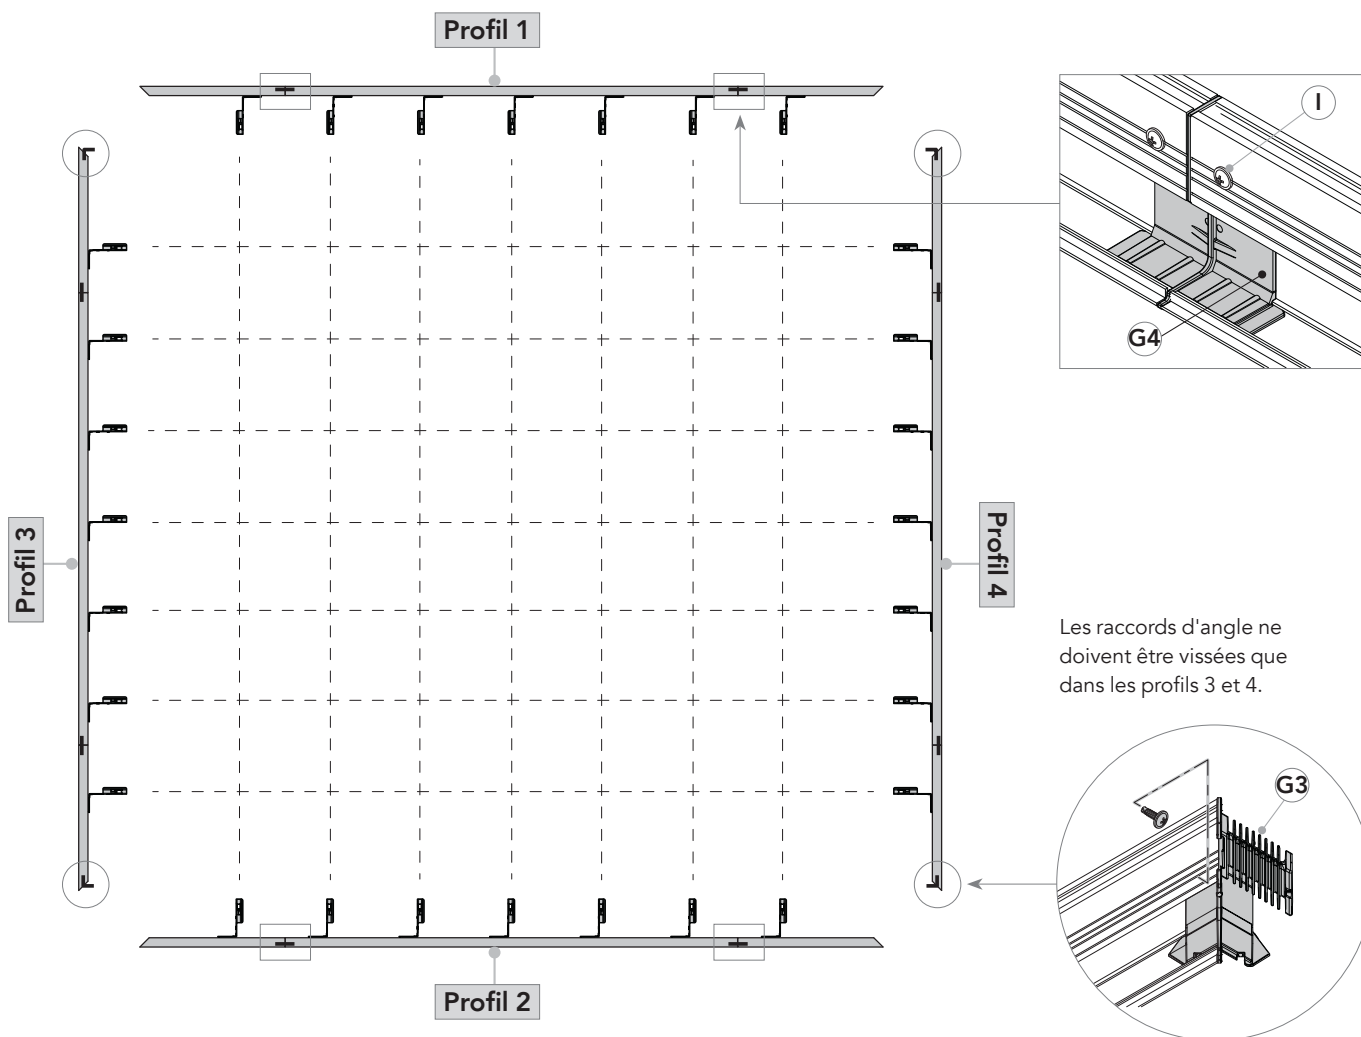 Profil 1
I
G4
Profil 3
Profil 4
Les raccords d'angle ne
doivent être vissées que
dans les profils 3 et 4.
G3
Profil 2